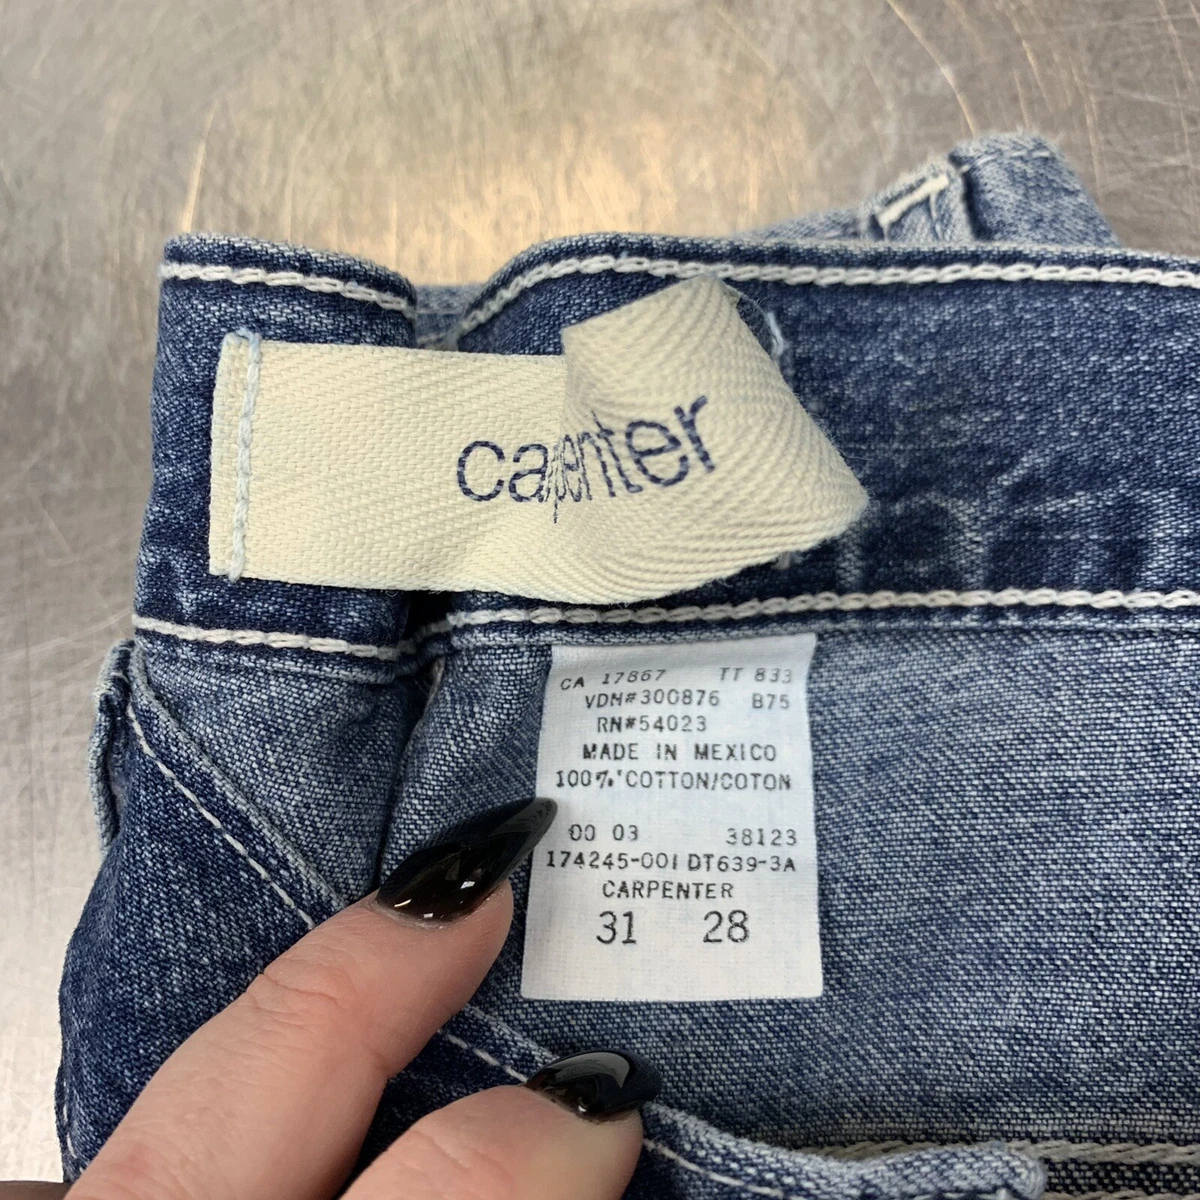 carpenter
CA 17867 TT 833
VDN#300876 B75
RN#54023
MADE IN MEXICO
100% COTTON/COTON
00 03 38123
174245-001 DT639-3A
CARPENTER
31 28